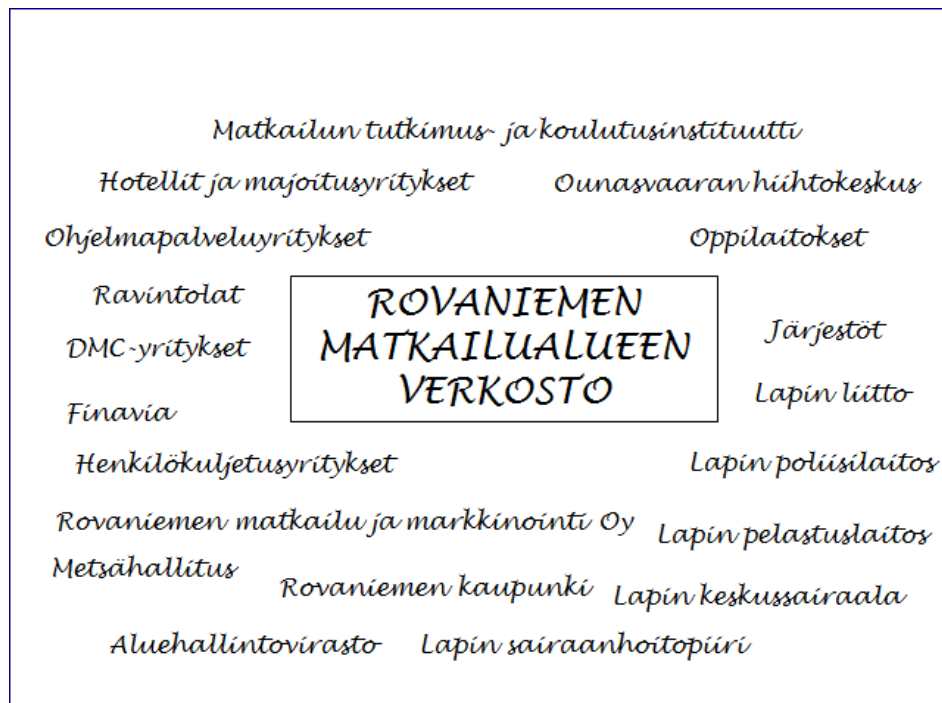 Matkailun tutkimus- ja koulutusinstituutti
Hotellit ja majoitusyritykset
Ounasvaaran hiihtokeskus
Ohjelmapalveluyritykset
Oppilaitokset
Ravintolat
DMC-yritykset
Finavia
ROVANIEMEN
MATKAILUALUEEN
VERKOSTO
Järjestöt
Lapin liitto
Henkilökuljetusyritykset
Lapin poliisilaitos
Rovaniemen matkailu ja markkinointi Oy
Lapin pelastuslaitos
Metsähallitus
Rovaniemen kaupunki
Lapin keskussairaala
Aluehallintovirasto
Lapin sairaanhoitopiiri